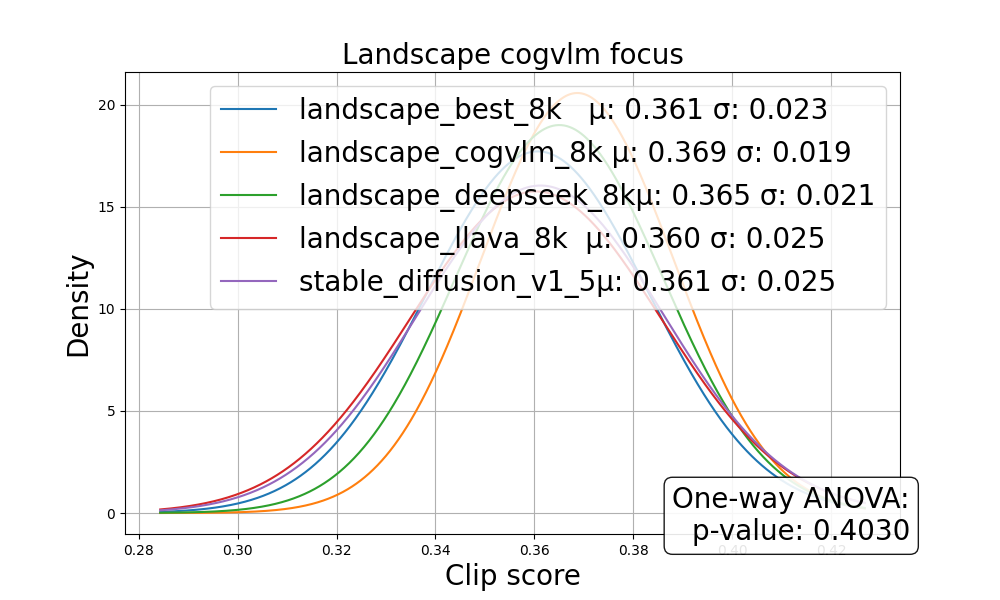 Landscape cogvlm focus
landscape_best_8k μ: 0.361 σ: 0.023
landscape_cogvlm_8k μ: 0.369 σ: 0.019
landscape_deepseek_8kμ: 0.365 σ: 0.021
landscape_llava_8k μ: 0.360 σ: 0.025
stable_diffusion_v1_5μ: 0.361 σ: 0.025
Density
20
15
10
5
0
One-way ANOVA:
p-value: 0.4030
0.28 0.30 0.32 0.34 0.36 0.38 0.40 0.42
Clip score